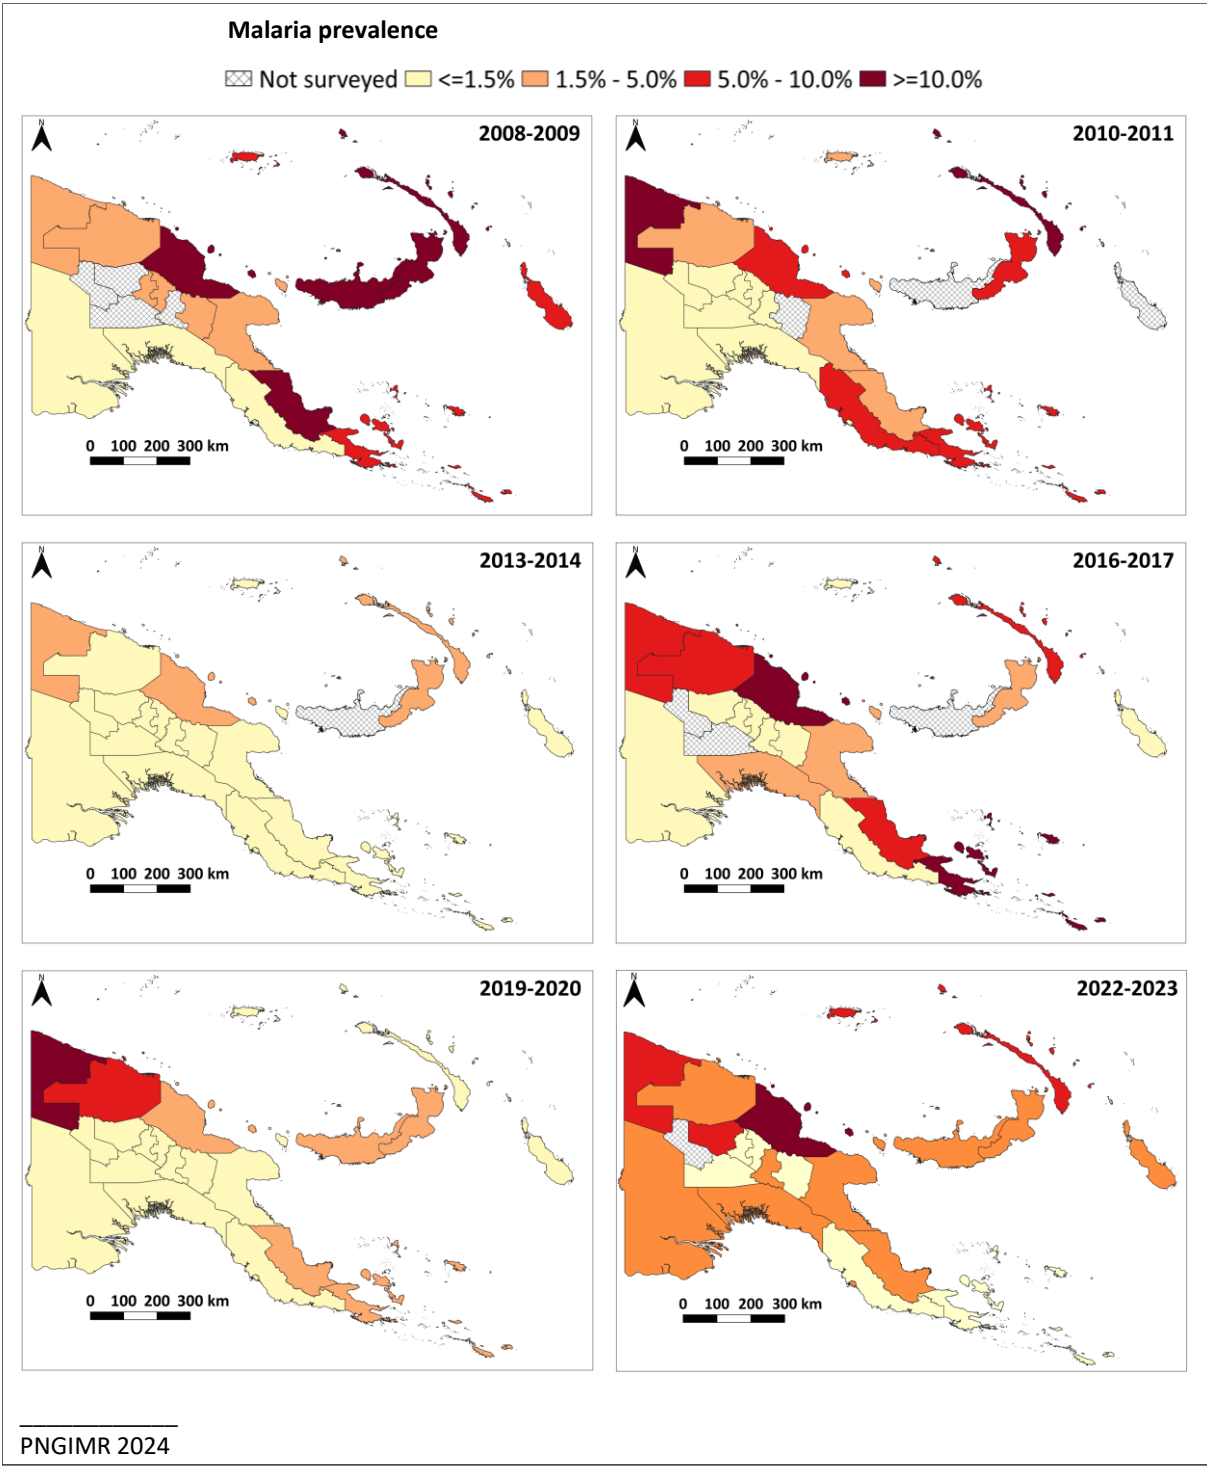 Malaria prevalence
Not surveyed <=1.5% 1.5% - 5.0% 5.0% - 10.0% >=10.0%
N
2008-2009
0 100 200 300 km
N
2010-2011
0 100 200 300 km
N
2013-2014
0 100 200 300 km
N
2016-2017
0 100 200 300 km
N
2019-2020
0 100 200 300 km
N
2022-2023
0 100 200 300 km
PNGIMR 2024